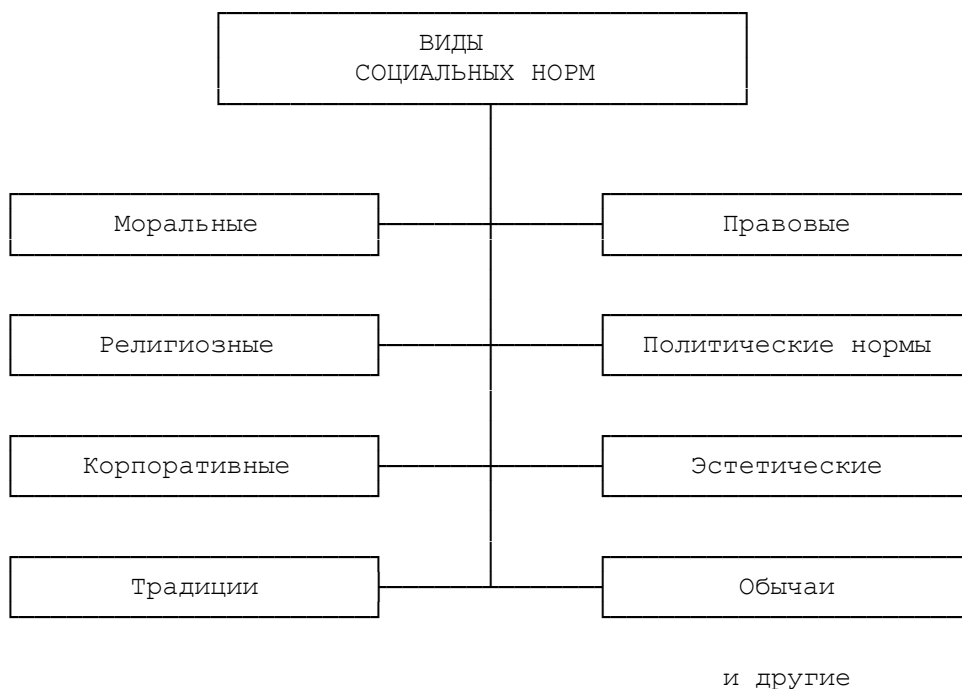 ВИДЫ
СОЦИАЛЬНЫХ НОРМ
Моральные
Правовые
Религиозные
Политические нормы
Корпоративные
Эстетические
Традиции
Обычаи
и другие